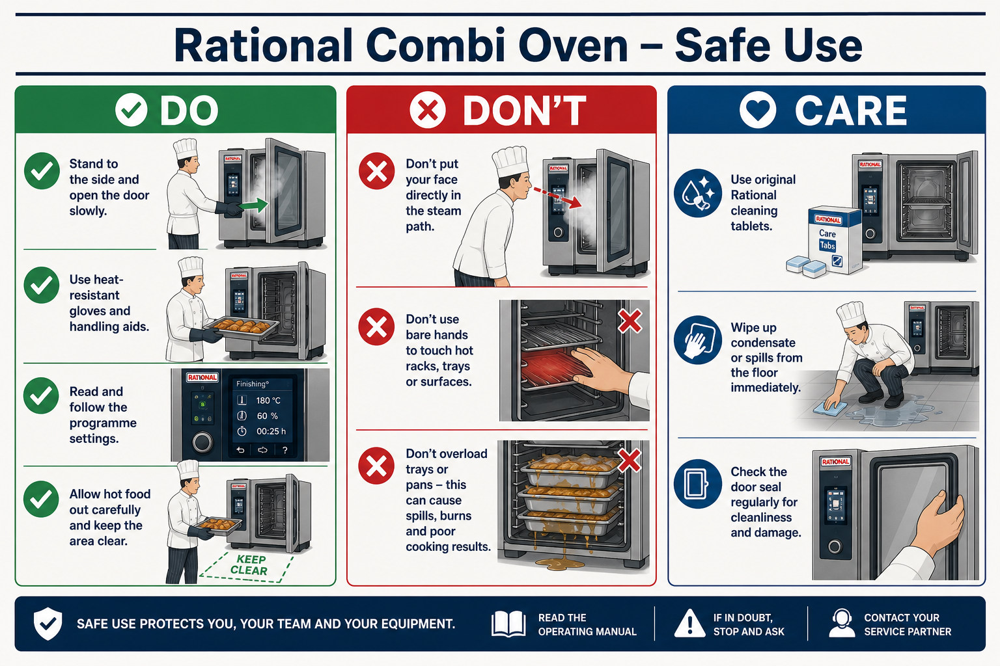 Rational Combi Oven – Safe Use
DO
Stand to
the side and
open the door
slowly.
RATIONAL
Use heat-
resistant
gloves and
handling aids.
RATIONAL
Read and
follow the
programme
settings.
RATIONAL
Finishing°
180 °C
60 %
00:25 h
?
Allow hot food
out carefully
and keep the
area clear.
RATIONAL
KEEP
CLEAR
DON'T
Don't put
your face
directly in
the steam
path.
RATIONAL
Don't use
bare hands
to touch hot
racks, trays
or surfaces.
Don't overload
trays or
pans – this
can cause
spills, burns
and poor
cooking results.
CARE
Use original
Rational
cleaning
tablets.
RATIONAL
RATIONAL
Care
Tabs
Wipe up
condensate
or spills from
the floor
immediately.
RATIONAL
Check the
door seal
regularly for
cleanliness
and damage.
RATIONAL
SAFE USE PROTECTS YOU, YOUR TEAM AND YOUR EQUIPMENT.
READ THE
OPERATING MANUAL
IF IN DOUBT,
STOP AND ASK
CONTACT YOUR
SERVICE PARTNER